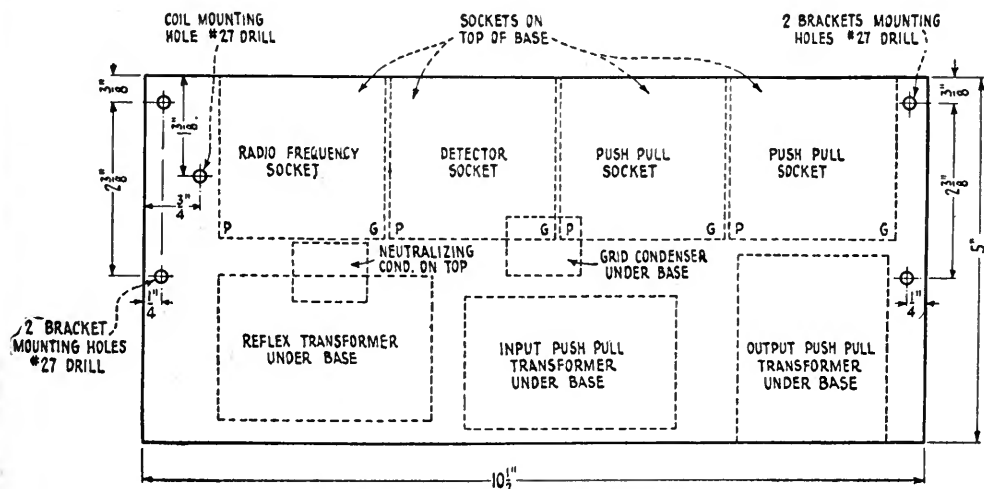 COIL MOUNTING
HOLE #27 DRILL
SOCKETS ON
TOP OF BASE
2 BRACKETS MOUNTING
HOLES #27 DRILL
3/8"
1 3/8"
3/8"
2 3/8"
2 3/8"
3/4"
RADIO FREQUENCY
SOCKET
DETECTOR
SOCKET
PUSH PULL
SOCKET
PUSH PULL
SOCKET
P
G
P
G
P
G
P
G
NEUTRALIZING
COND. ON TOP
GRID CONDENSER
UNDER BASE
1/4"
1/4"
5"
2 BRACKET
MOUNTING HOLES
#27 DRILL
REFLEX TRANSFORMER
UNDER BASE
INPUT PUSH PULL
TRANSFORMER
UNDER BASE
OUTPUT PUSH PULL
TRANSFORMER
UNDER BASE
10 1/2"